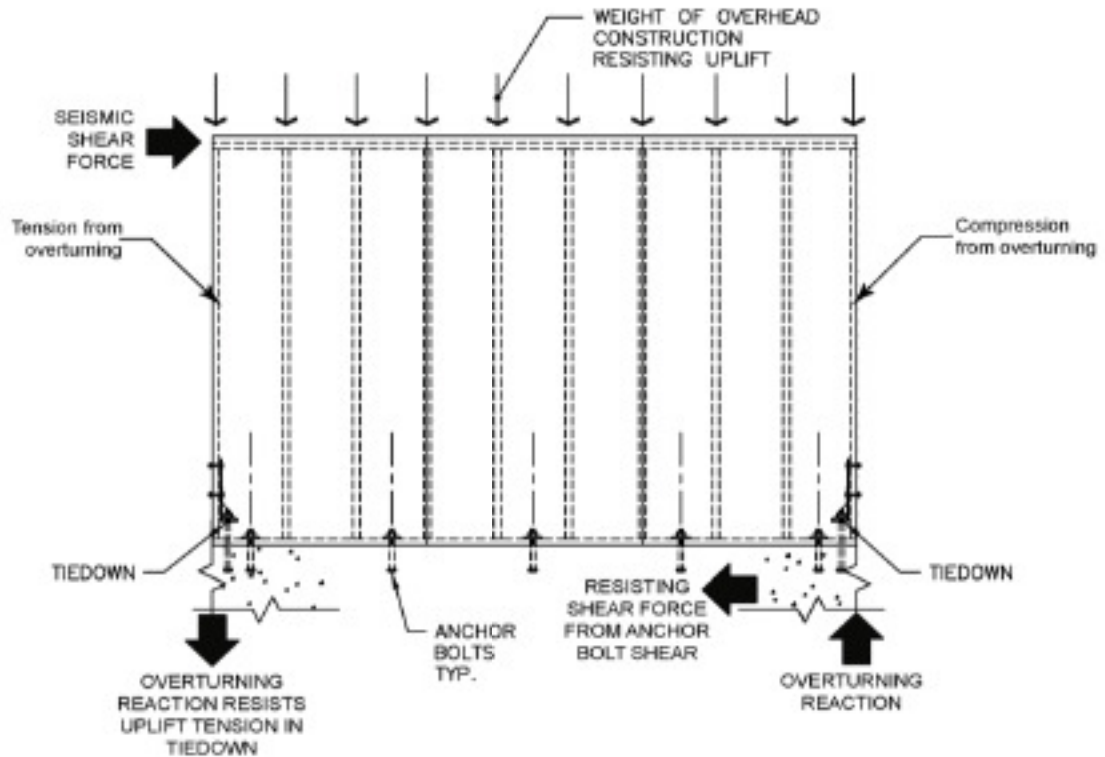 WEIGHT OF OVERHEAD
CONSTRUCTION
RESISTING UPLIFT
SEISMIC
SHEAR
FORCE
Tension from
overturning
Compression
from overturning
TIEDOWN
TIEDOWN
RESISTING
SHEAR FORCE
FROM ANCHOR
BOLT SHEAR
ANCHOR
BOLTS
TYP.
OVERTURNING
REACTION RESISTS
UPLIFT TENSION IN
TIEDOWN
OVERTURNING
REACTION